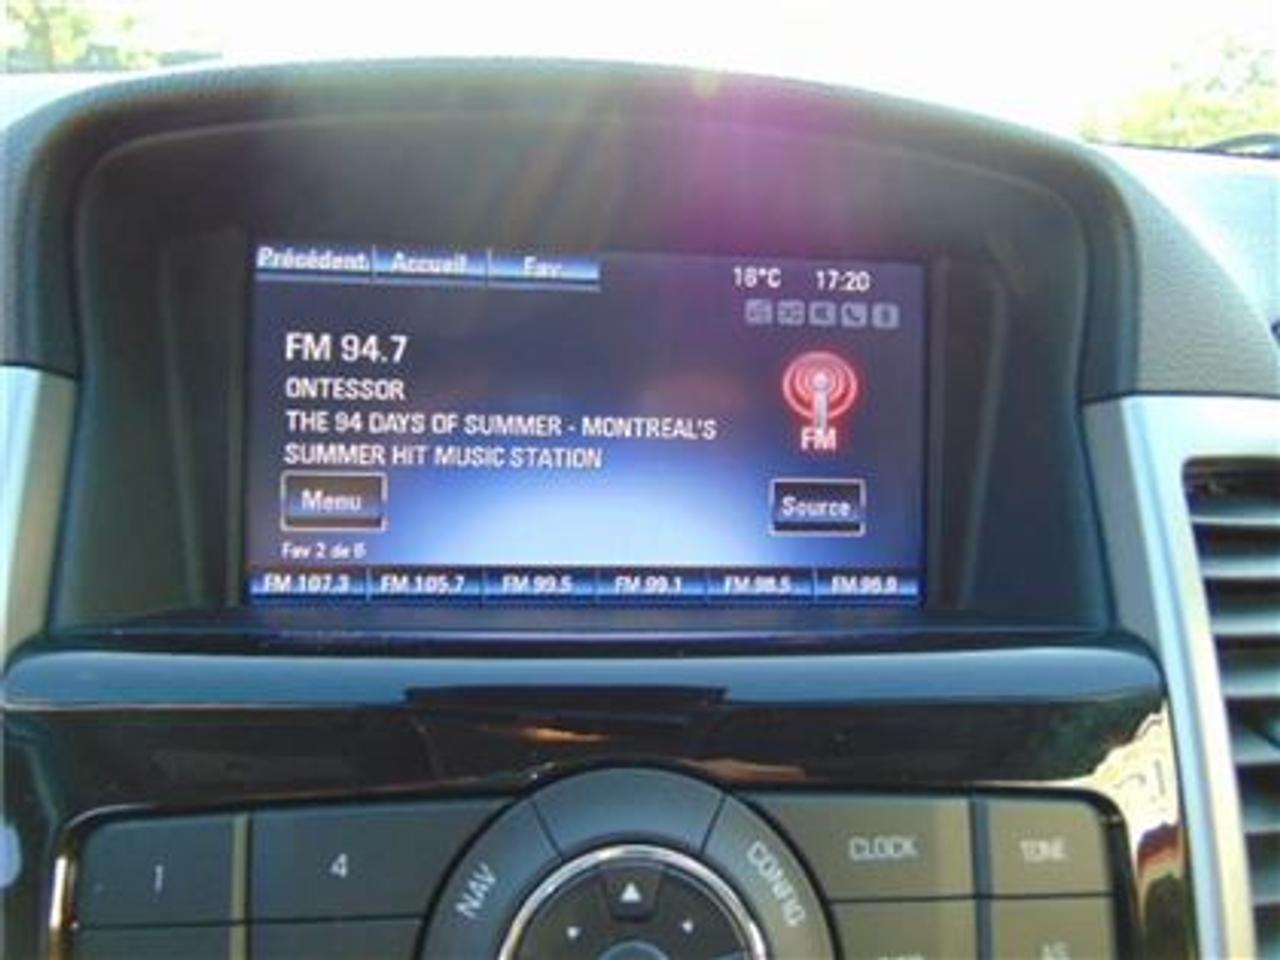 Précédent Accueil Fav
18°C 17:20
FM 94.7
ONTESSOR
THE 94 DAYS OF SUMMER - MONTREAL'S
SUMMER HIT MUSIC STATION
FM
Menu Source
Fav 2 de 6
FM 107.3 FM 105.7 FM 99.5 FM 99.1 FM 98.5 FM 96.9
1 4 NAV CONFIG CLOCK TONE
AS